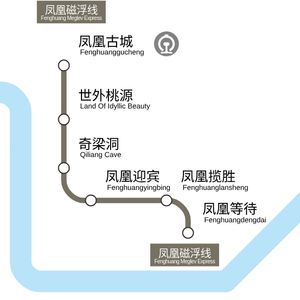 凤凰磁浮线
Fenghuang Meglev Express
凤凰古城
Fenghuanggucheng
世外桃源
Land Of Idyllic Beauty
奇梁洞
Qiliang Cave
凤凰迎宾
Fenghuangyingbing
凤凰揽胜
Fenghuanglansheng
凤凰等待
Fenghuangdengdai
凤凰磁浮线
Fenghuang Meglev Express